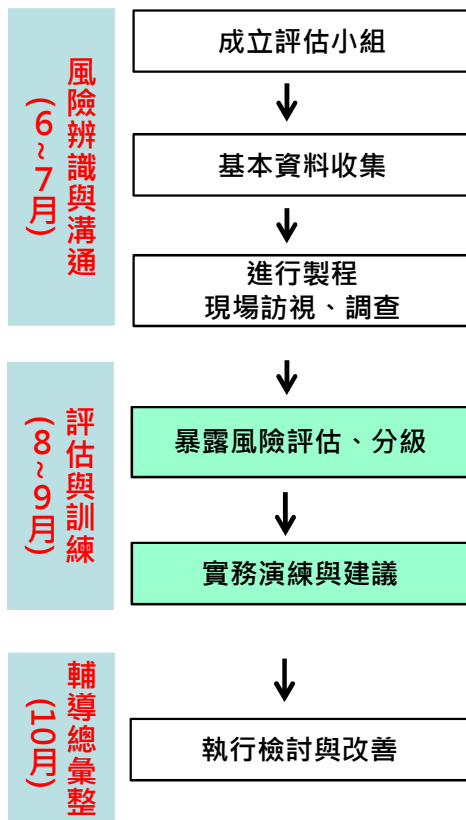 風險辨識與溝通
(6~7月)
成立評估小組
基本資料收集
進行製程
現場訪視、調查
評估與訓練
(8~9月)
暴露風險評估、分級
實務演練與建議
輔導總彙整
(10月)
執行檢討與改善